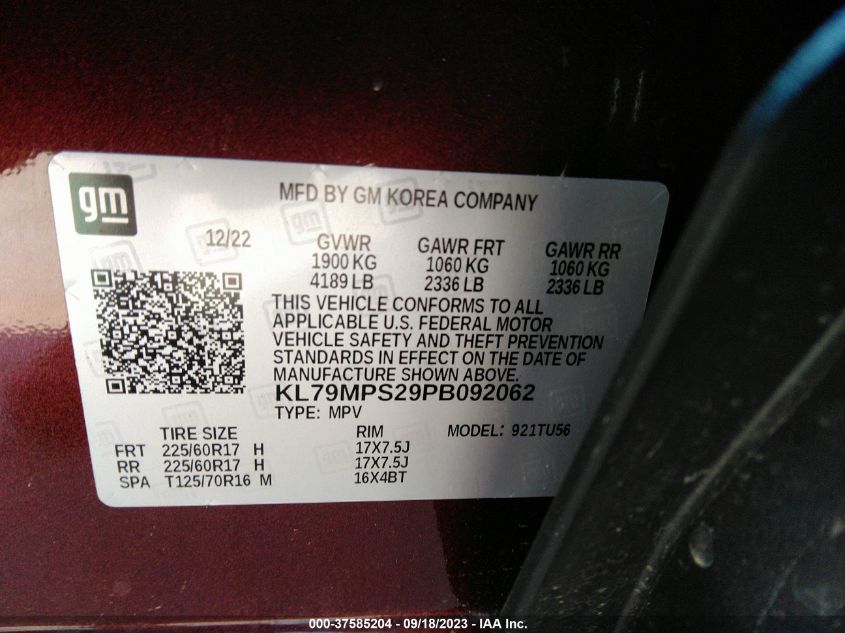 gm
MFD BY GM KOREA COMPANY
12/22 GVWR GAWR FRT GAWR RR
1900 KG 1060 KG 1060 KG
4189 LB 2336 LB 2336 LB
THIS VEHICLE CONFORMS TO ALL
APPLICABLE U.S. FEDERAL MOTOR
VEHICLE SAFETY AND THEFT PREVENTION
STANDARDS IN EFFECT ON THE DATE OF
MANUFACTURE SHOWN ABOVE.
KL79MPS29PB092062
TYPE: MPV
TIRE SIZE RIM MODEL: 921TU56
FRT 225/60R17 H 17X7.5J
RR 225/60R17 H 17X7.5J
SPA T125/70R16 M 16X4BT
000-37585204 - 09/18/2023 - IAA Inc.